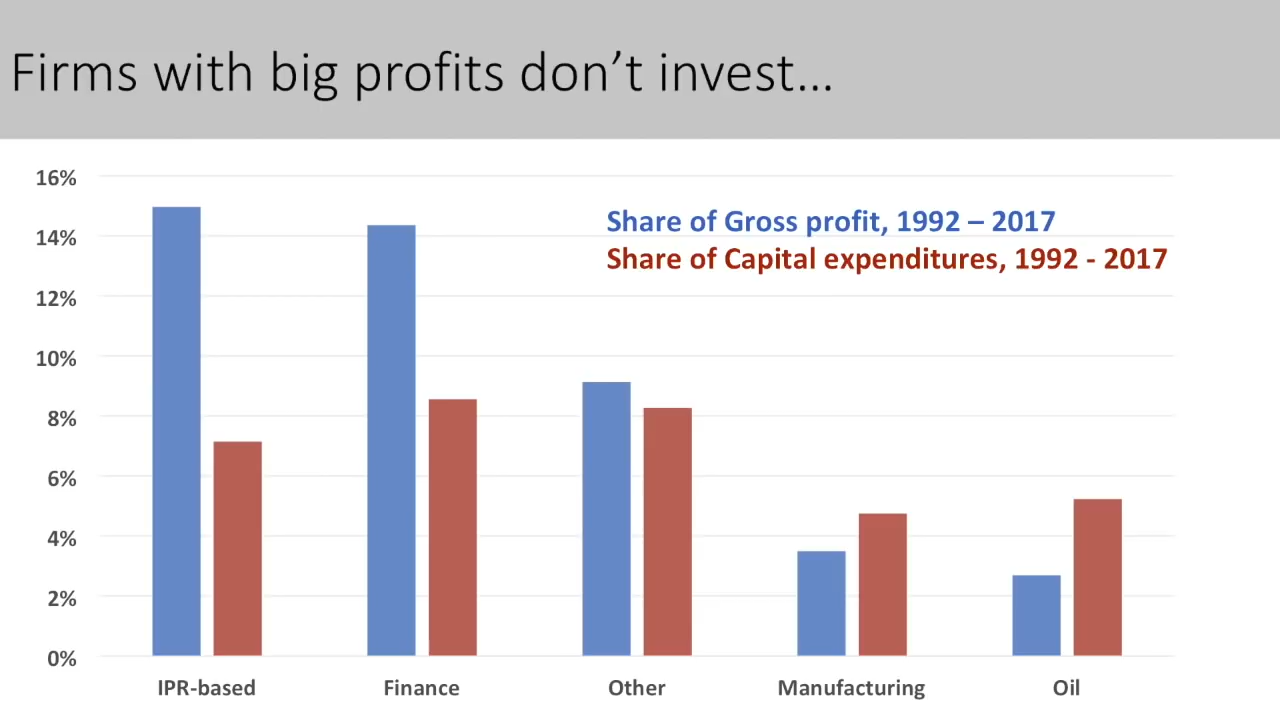 Firms with big profits don’t invest…
16%
14%
12%
10%
8%
6%
4%
2%
0%
Share of Gross profit, 1992 – 2017
Share of Capital expenditures, 1992 - 2017
IPR-based
Finance
Other
Manufacturing
Oil